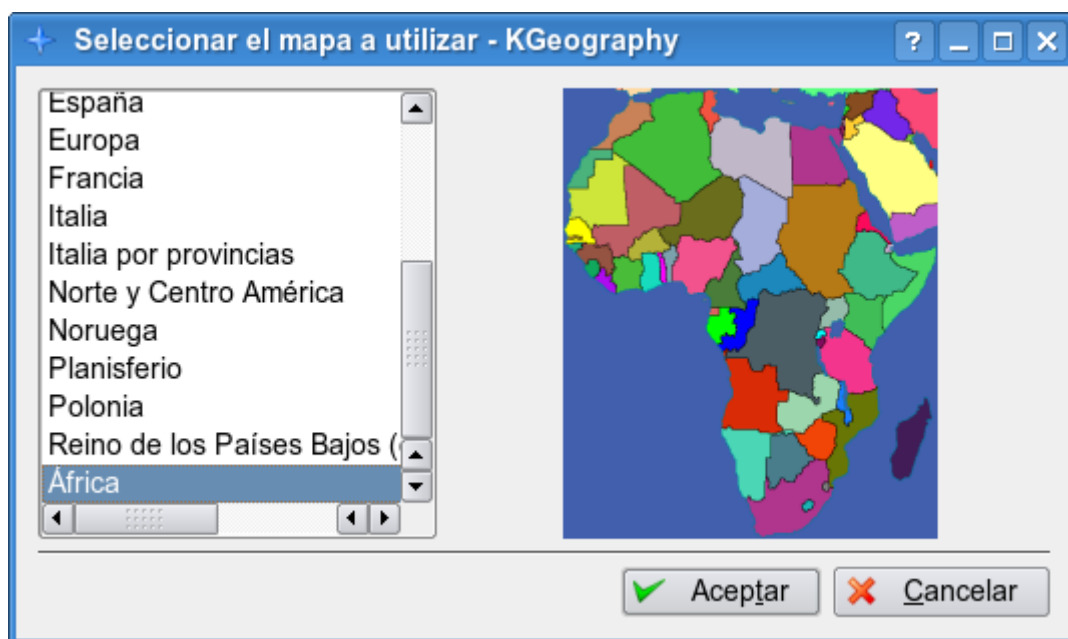 Seleccionar el mapa a utilizar - KGeography
España
Europa
Francia
Italia
Italia por provincias
Norte y Centro América
Noruega
Planisferio
Polonia
Reino de los Países Bajos (
África
Aceptar
Cancelar